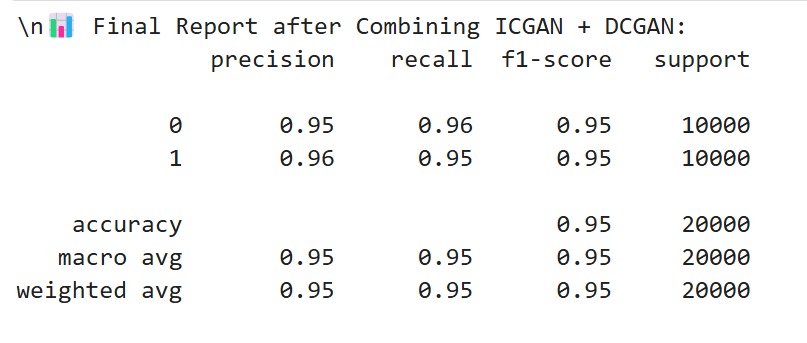 \n📊 Final Report after Combining ICGAN + DCGAN:
precision recall f1-score support
0 0.95 0.96 0.95 10000
1 0.96 0.95 0.95 10000
accuracy 0.95 20000
macro avg 0.95 0.95 0.95 20000
weighted avg 0.95 0.95 0.95 20000